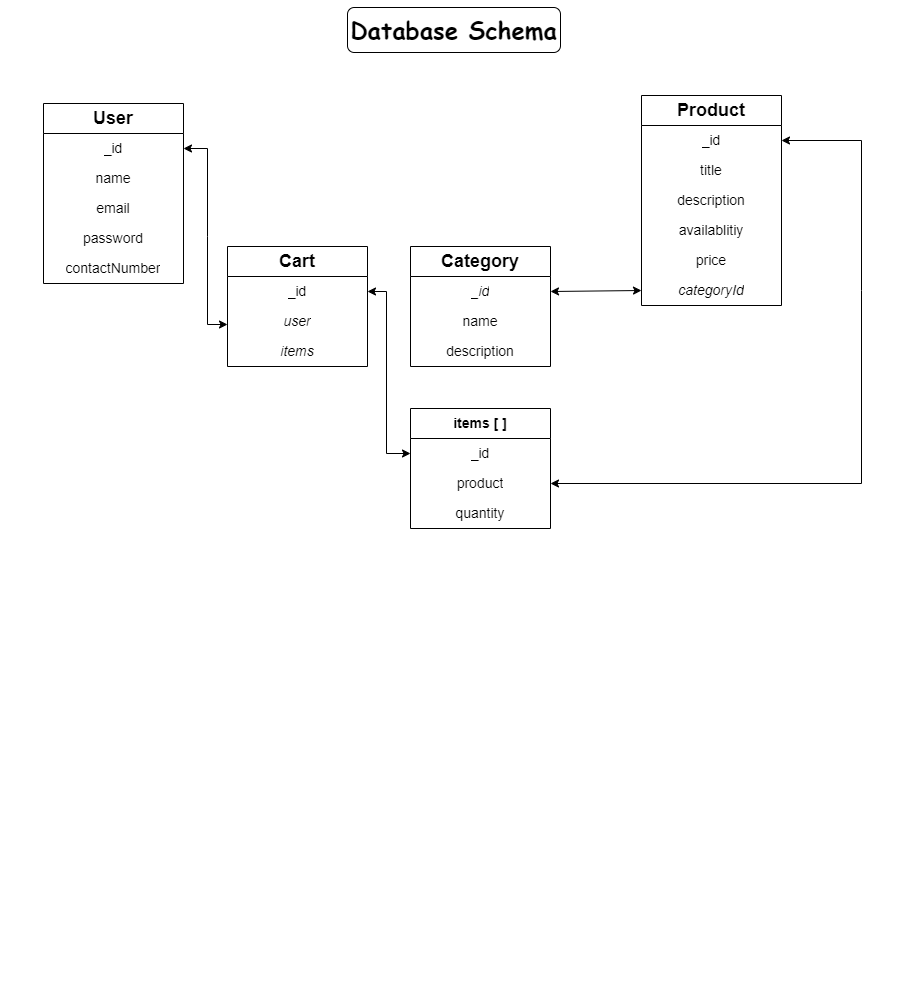 Database Schema
User
_id
name
email
password
contactNumber
Cart
_id
user
items
Category
_id
name
description
Product
_id
title
description
availablitiy
price
categoryId
items [ ]
_id
product
quantity